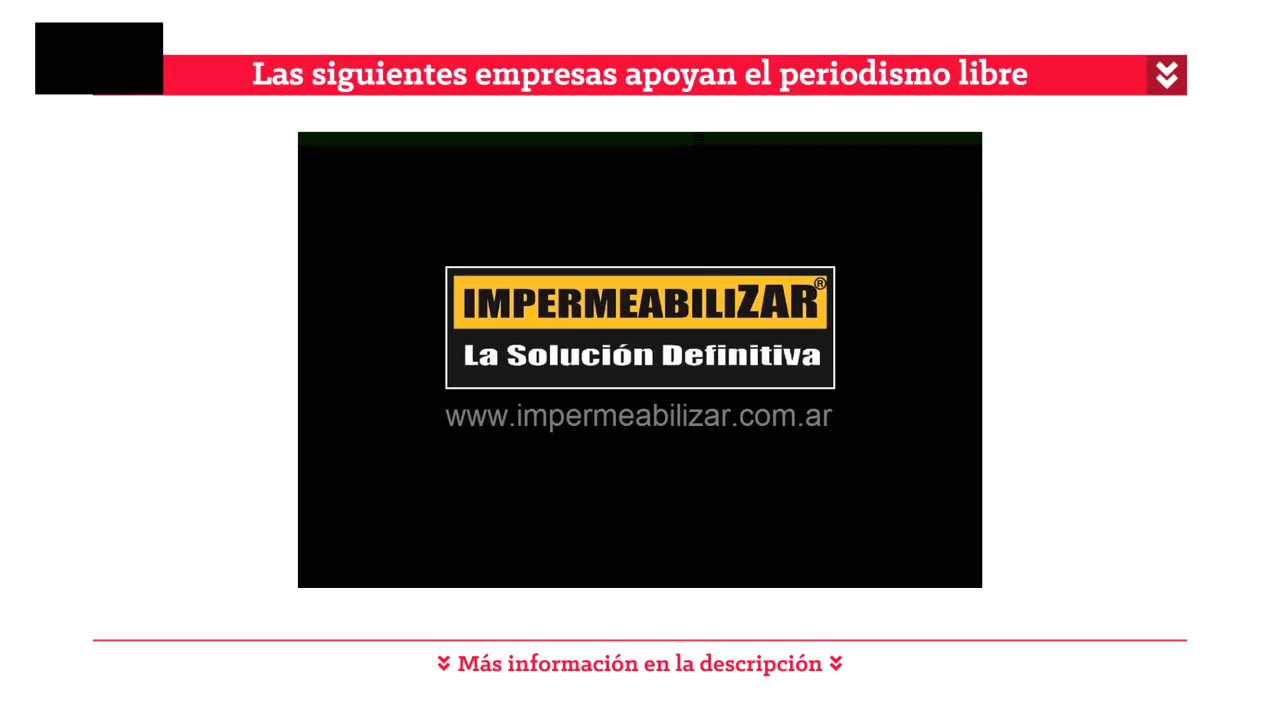 Las siguientes empresas apoyan el periodismo libre
IMPERMEABILIZAR®
La Solución Definitiva
www.impermeabilizar.com.ar
Más información en la descripción